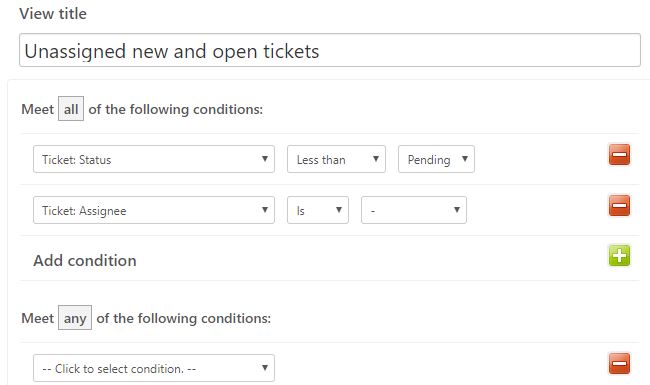 View title
Unassigned new and open tickets
Meet all of the following conditions:
Ticket: Status Less than Pending
Ticket: Assignee Is -
Add condition
Meet any of the following conditions:
-- Click to select condition. --